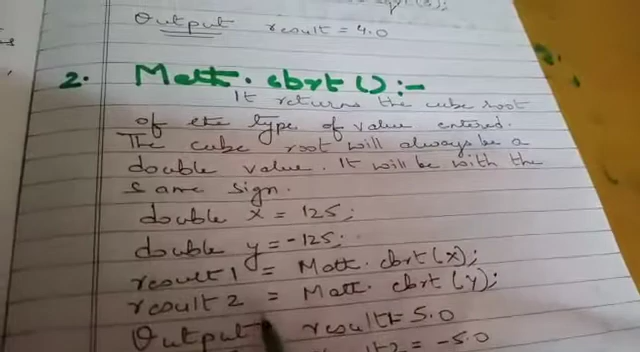 Output result = 4.0
2. Math.cbrt():-
It returns the cube root
of the type of value entered.
The cube root will always be a
double value. It will be with the
same sign.
double x = 125;
double y = -125;
result1 = Math.cbrt(x);
result2 = Math.cbrt(y);
Output result1= 5.0
= -5.0